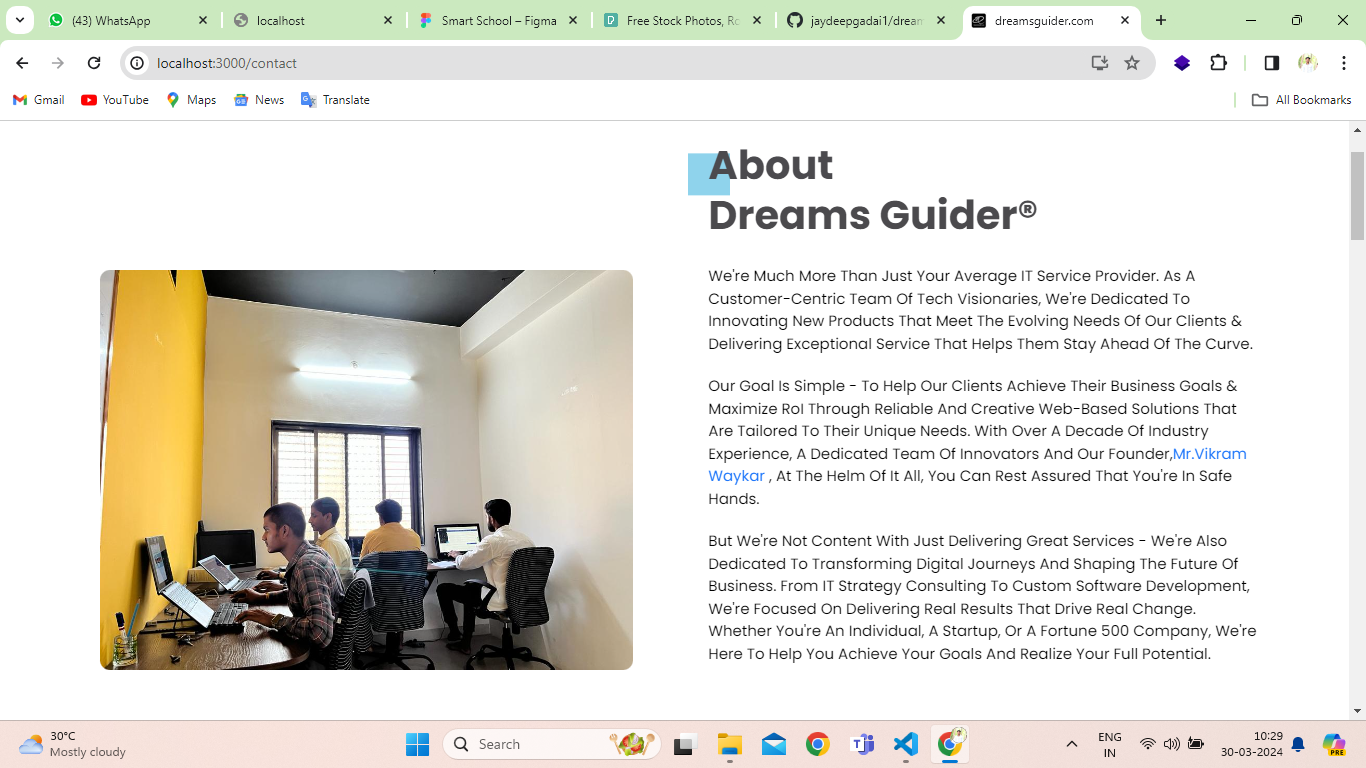 (43) WhatsApp
localhost
Smart School – Figma
Free Stock Photos, Ro
jaydeepgadai1/dream
dreamsguider.com
localhost:3000/contact
Gmail
YouTube
Maps
News
Translate
All Bookmarks
About
Dreams Guider®
We're Much More Than Just Your Average IT Service Provider. As A
Customer-Centric Team Of Tech Visionaries, We're Dedicated To
Innovating New Products That Meet The Evolving Needs Of Our Clients &
Delivering Exceptional Service That Helps Them Stay Ahead Of The Curve.
Our Goal Is Simple - To Help Our Clients Achieve Their Business Goals &
Maximize RoI Through Reliable And Creative Web-Based Solutions That
Are Tailored To Their Unique Needs. With Over A Decade Of Industry
Experience, A Dedicated Team Of Innovators And Our Founder,Mr.Vikram
Waykar , At The Helm Of It All, You Can Rest Assured That You're In Safe
Hands.
But We're Not Content With Just Delivering Great Services - We're Also
Dedicated To Transforming Digital Journeys And Shaping The Future Of
Business. From IT Strategy Consulting To Custom Software Development,
We're Focused On Delivering Real Results That Drive Real Change.
Whether You're An Individual, A Startup, Or A Fortune 500 Company, We're
Here To Help You Achieve Your Goals And Realize Your Full Potential.
30°C
Mostly cloudy
Search
ENG
IN
10:29
30-03-2024
PRE